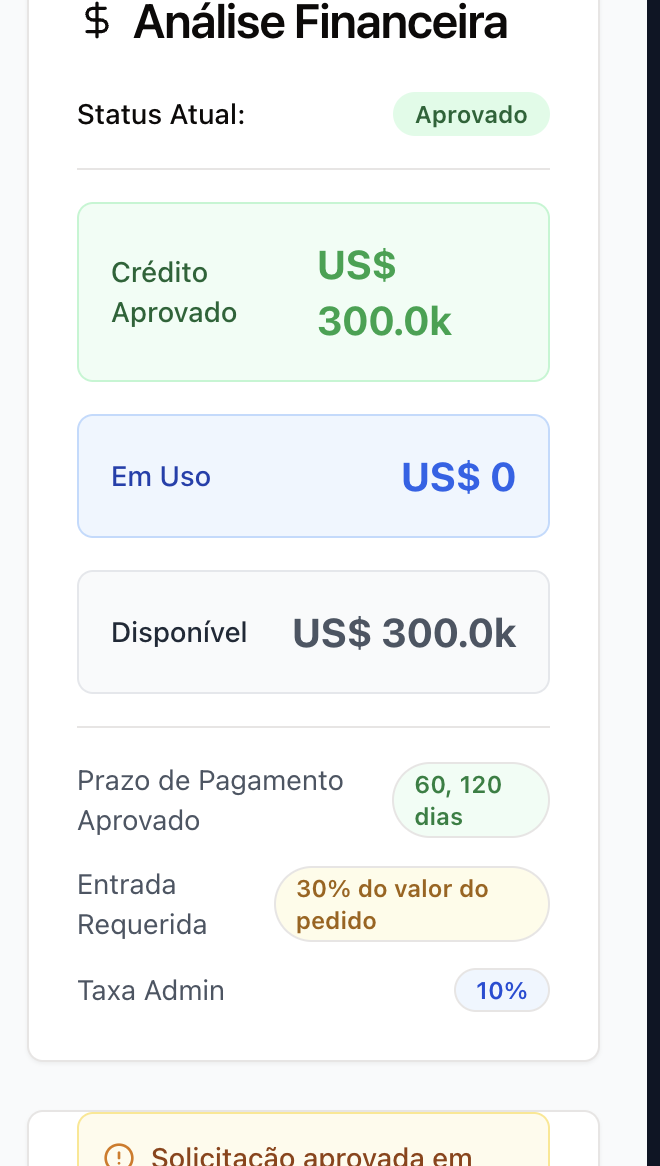 $ Análise Financeira
Status Atual:
Aprovado
Crédito
Aprovado
US$
300.0k
Em Uso
US$ 0
Disponível
US$ 300.0k
Prazo de Pagamento
Aprovado
60, 120
dias
Entrada
Requerida
30% do valor do
pedido
Taxa Admin
10%
Solicitação aprovada em